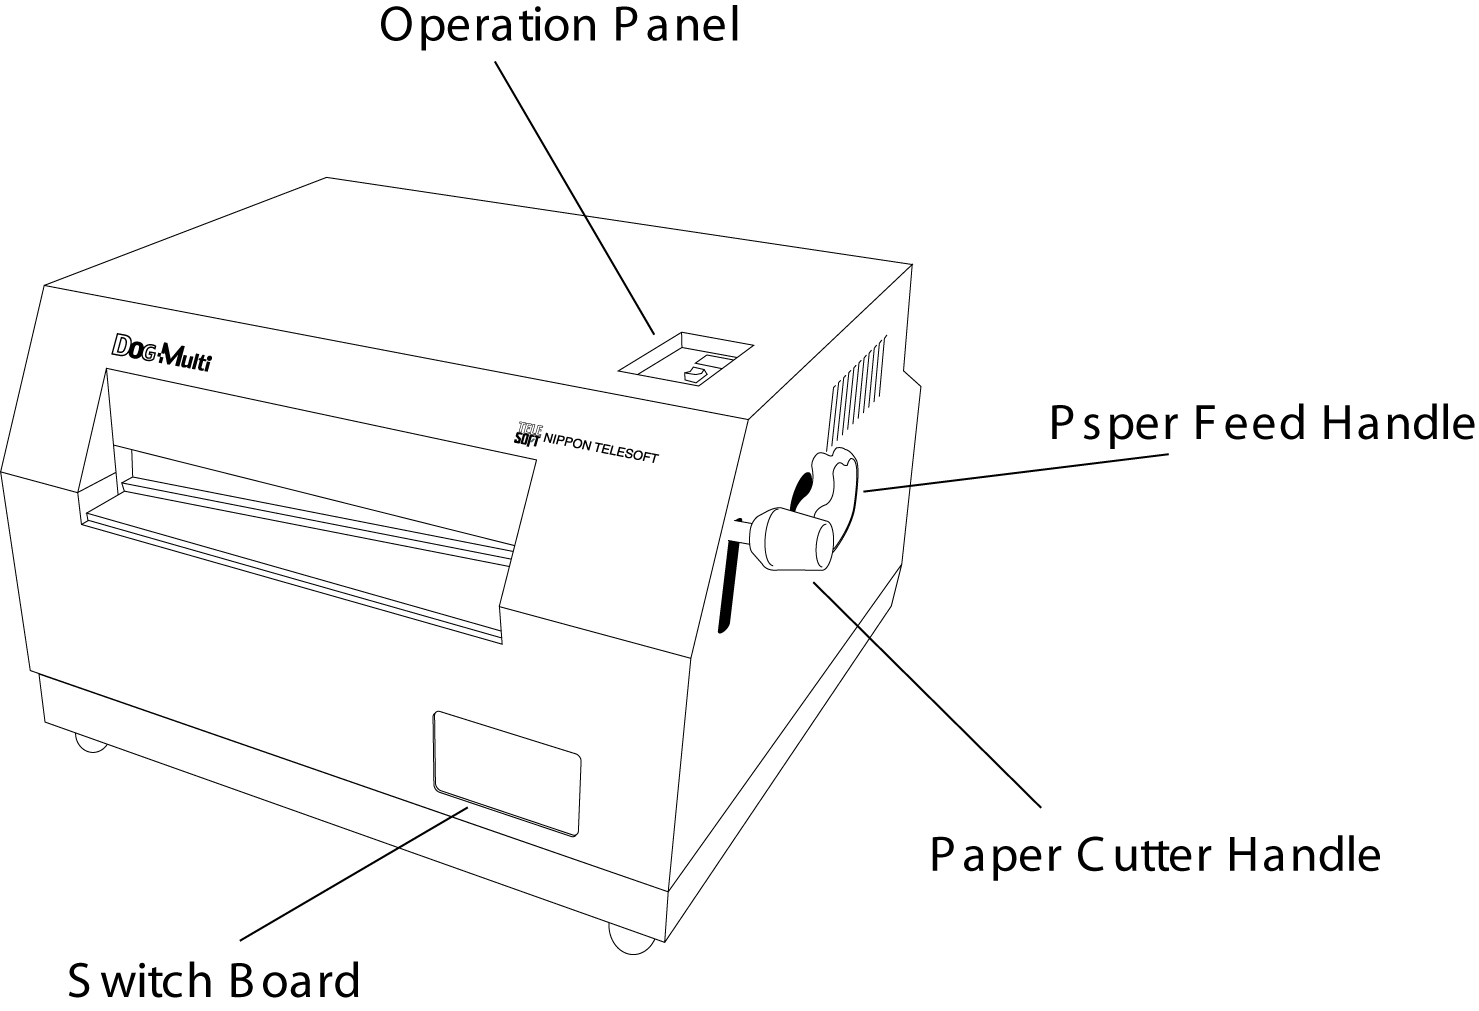 Operation Panel
DOG-Multi
TELE
SOFT NIPPON TELESOFT
Psper Feed Handle
Paper Cutter Handle
Switch Board